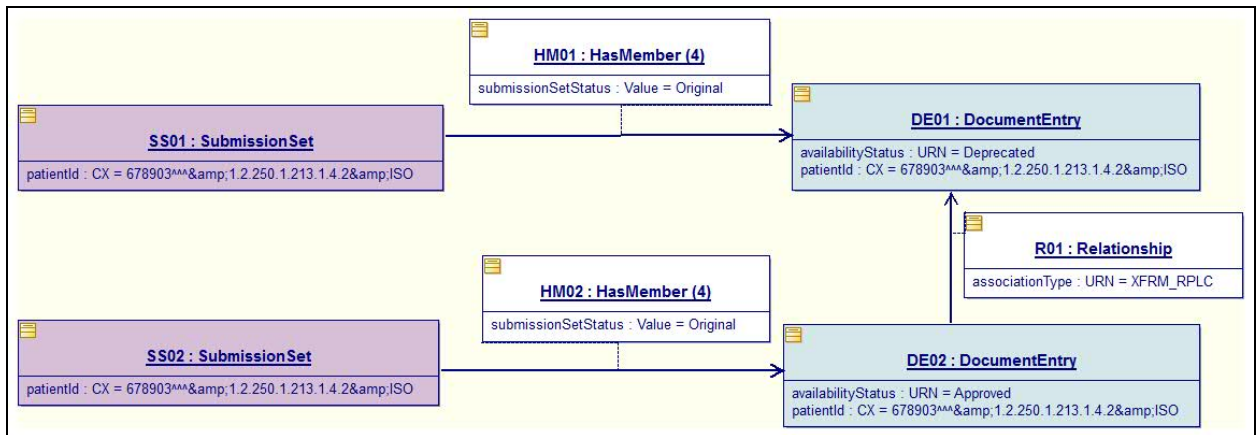 HM01 : HasMember (4)
submissionSetStatus : Value = Original
SS01 : SubmissionSet
patientId : CX = 678903^^^&amp;1.2.250.1.213.1.4.2&amp;ISO
DE01 : DocumentEntry
availabilityStatus : URN = Deprecated
patientId : CX = 678903^^^&amp;1.2.250.1.213.1.4.2&amp;ISO
R01 : Relationship
associationType : URN = XFRM_RPLC
HM02 : HasMember (4)
submissionSetStatus : Value = Original
SS02 : SubmissionSet
patientId : CX = 678903^^^&amp;1.2.250.1.213.1.4.2&amp;ISO
DE02 : DocumentEntry
availabilityStatus : URN = Approved
patientId : CX = 678903^^^&amp;1.2.250.1.213.1.4.2&amp;ISO